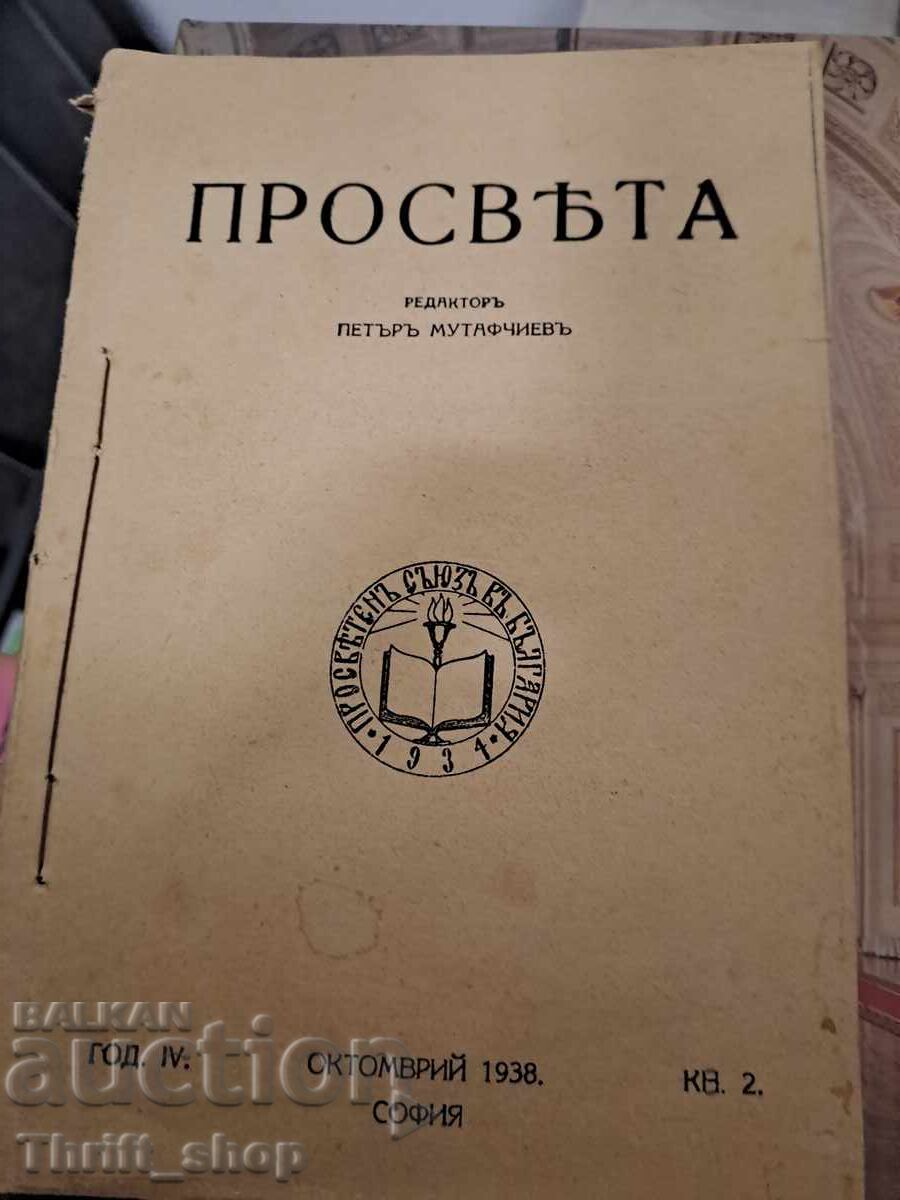 ПРОСВѢТА
РЕДАКТОРЪ
ПЕТЪРЪ МУТАФЧИЕВЪ
ПРОСВѢТЕНЪ СЪЮЗЪ ВЪ БЪЛГАРИЯ
• 1934 •
ГОД. IV.
ОКТОМВРИЙ 1938.
КН. 2.
СОФИЯ
BALKAN
auction
Thrift_shop